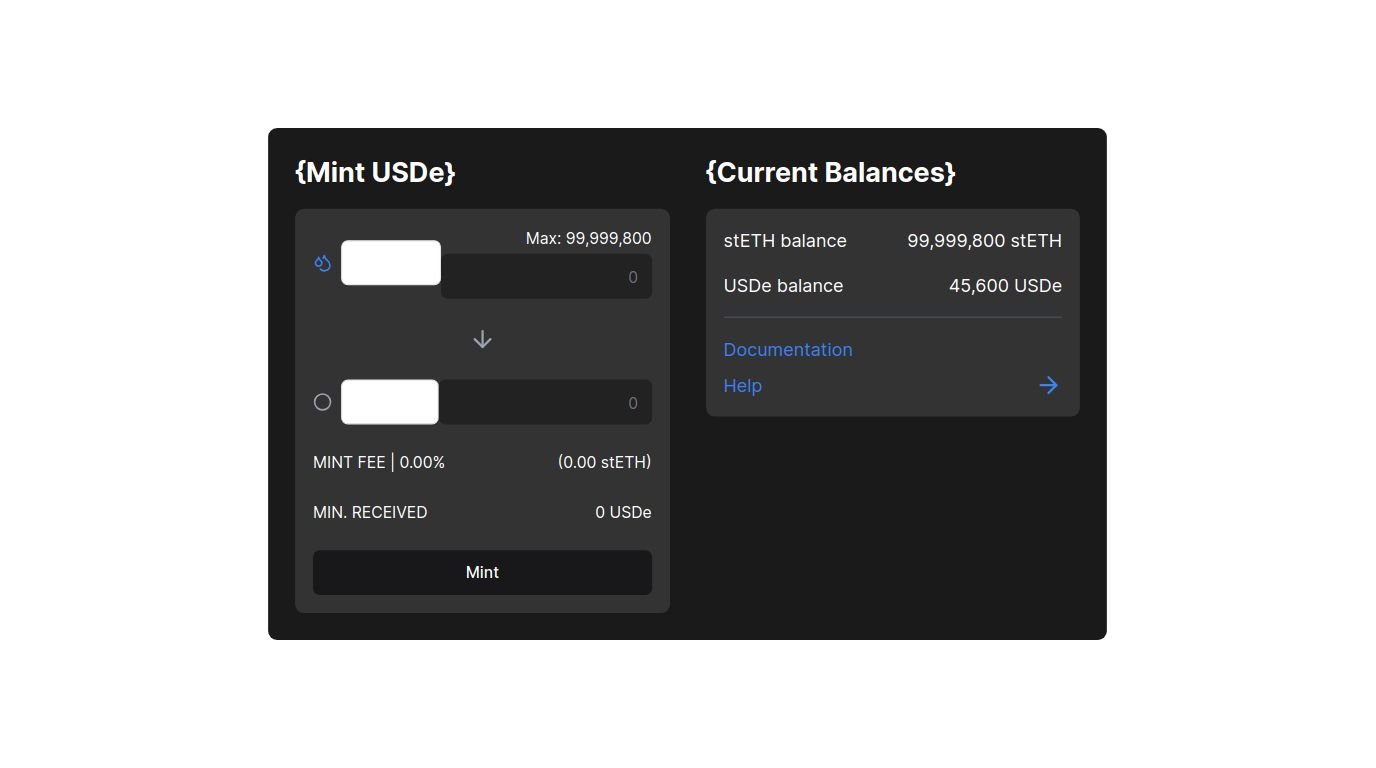 {Mint USDe}
Max: 99,999,800
0
0
MINT FEE | 0.00% (0.00 stETH)
MIN. RECEIVED 0 USDe
Mint
{Current Balances}
stETH balance 99,999,800 stETH
USDe balance 45,600 USDe
Documentation
Help